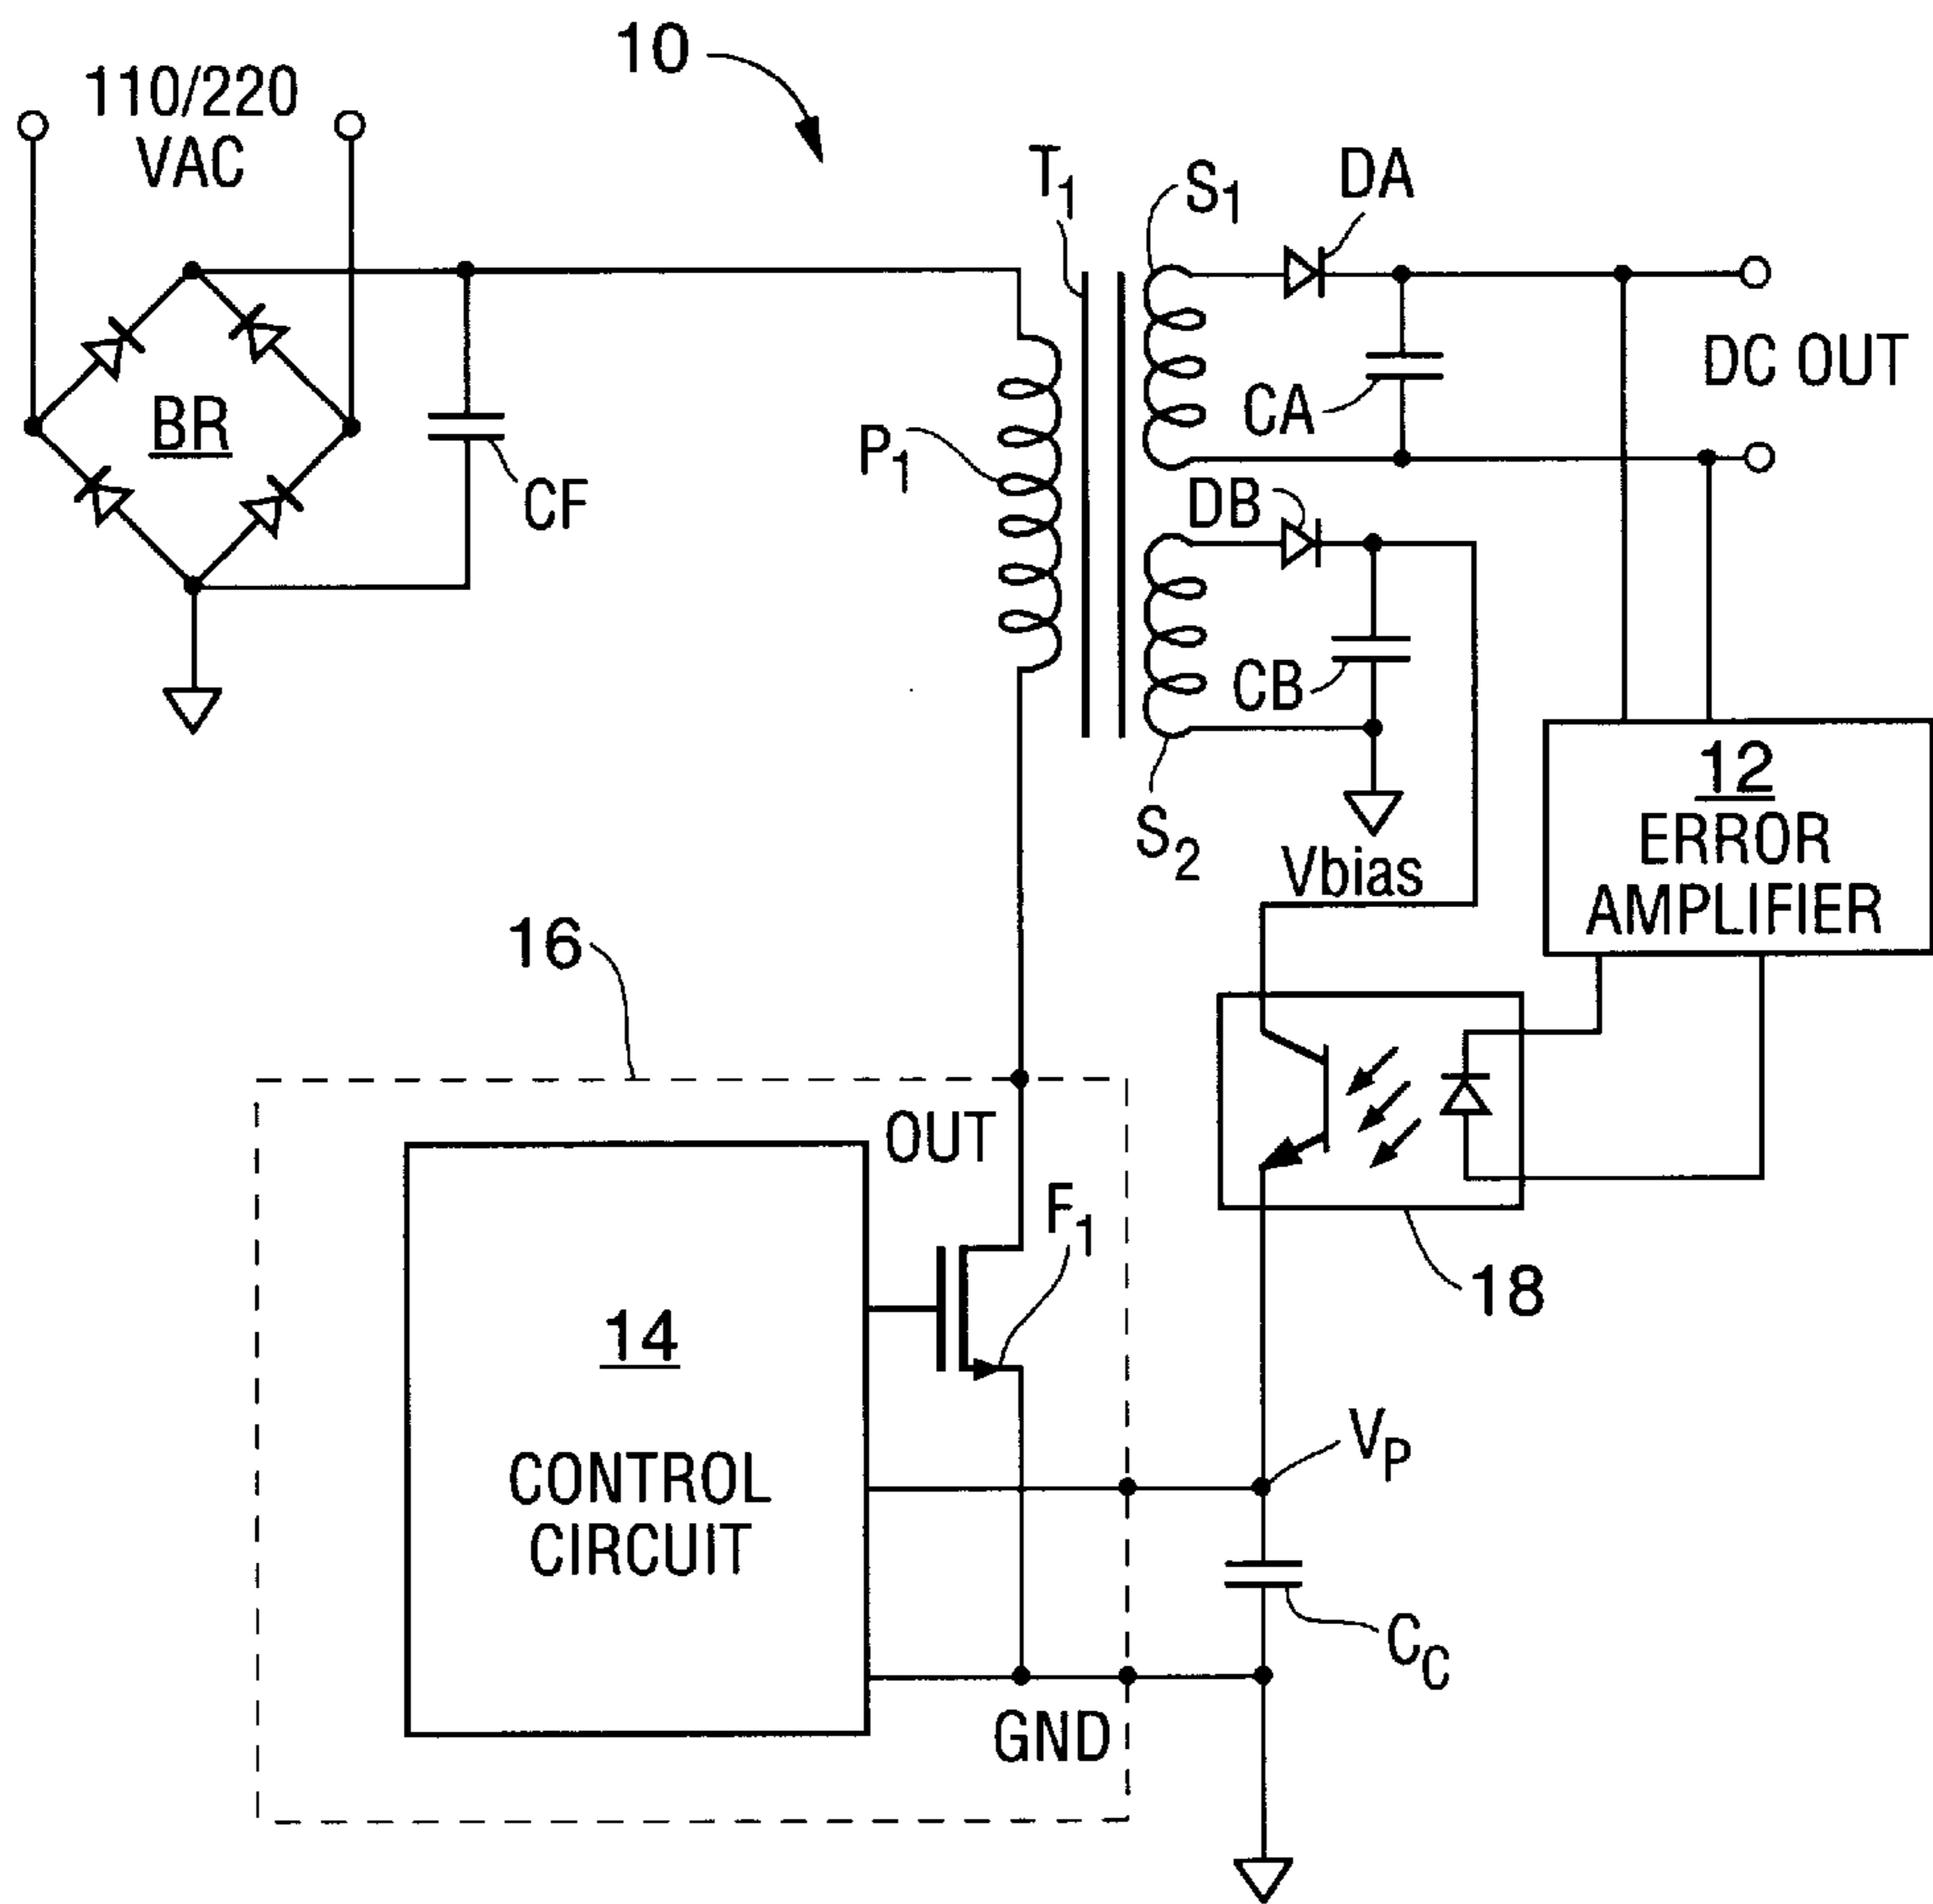 10
110/220
VAC
T1
S1
DA
BR
CF
P1
CA
DC OUT
DB
CB
S2
Vbias
12
ERROR
AMPLIFIER
16
OUT
F1
18
14
CONTROL
CIRCUIT
VP
CC
GND